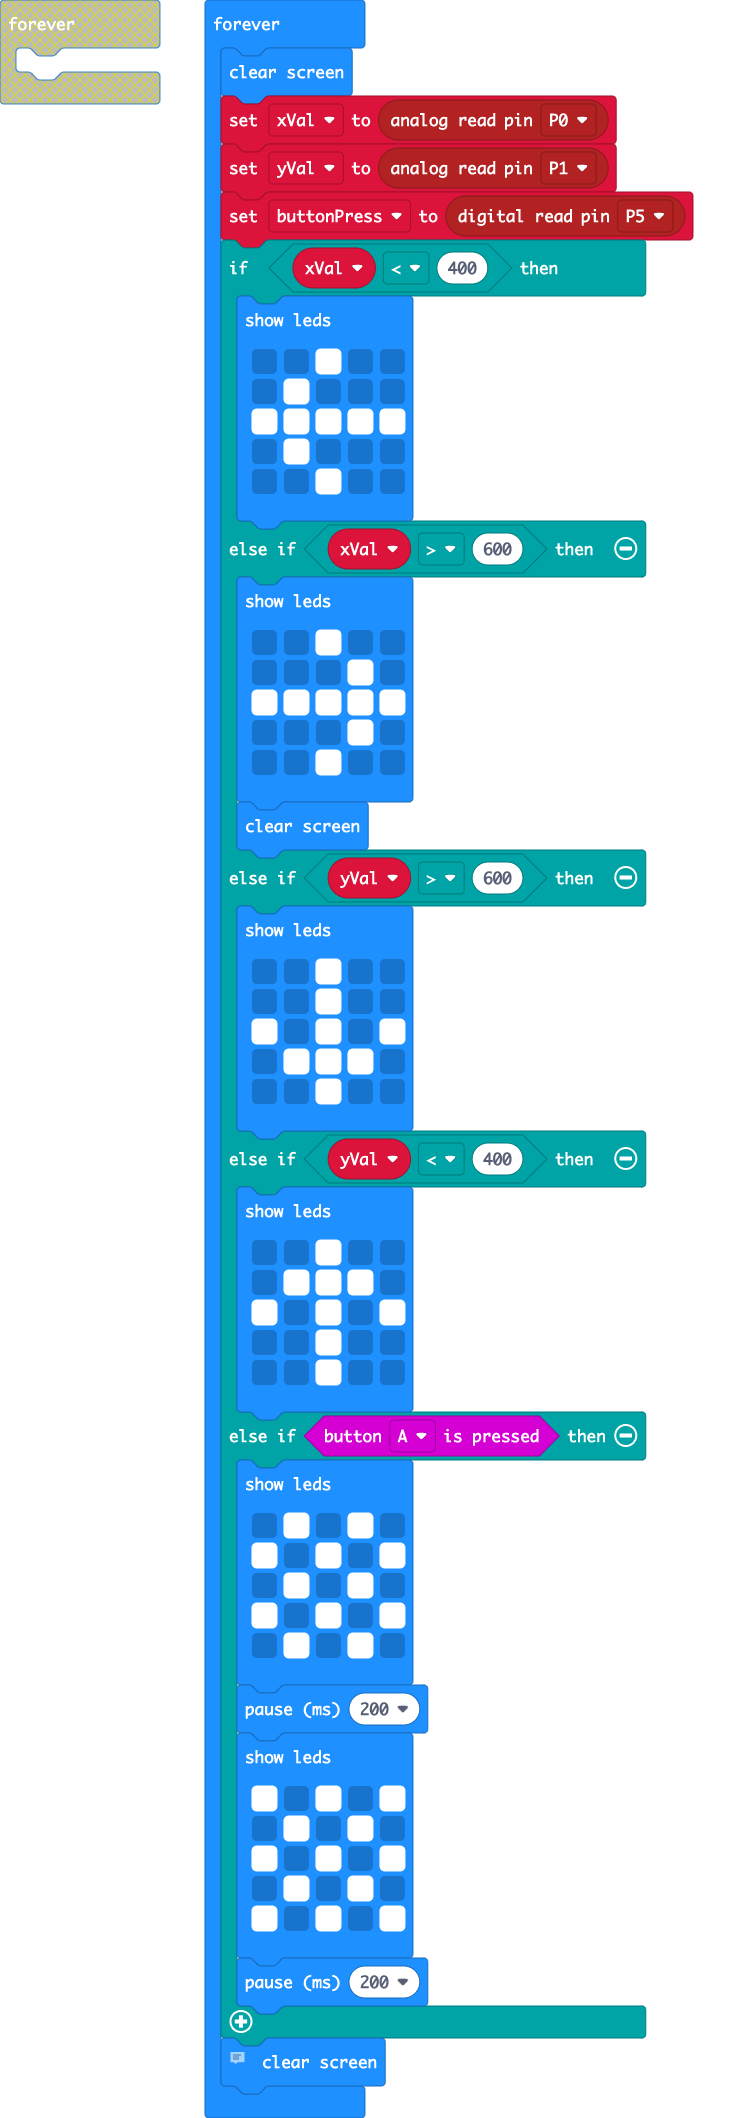 forever
forever
clear screen
set xVal to analog read pin P0
set yVal to analog read pin P1
set buttonPress to digital read pin P5
if xVal < 400 then
show leds
else if xVal > 600 then
show leds
clear screen
else if yVal > 600 then
show leds
else if yVal < 400 then
show leds
else if button A is pressed then
show leds
pause (ms) 200
show leds
pause (ms) 200
clear screen